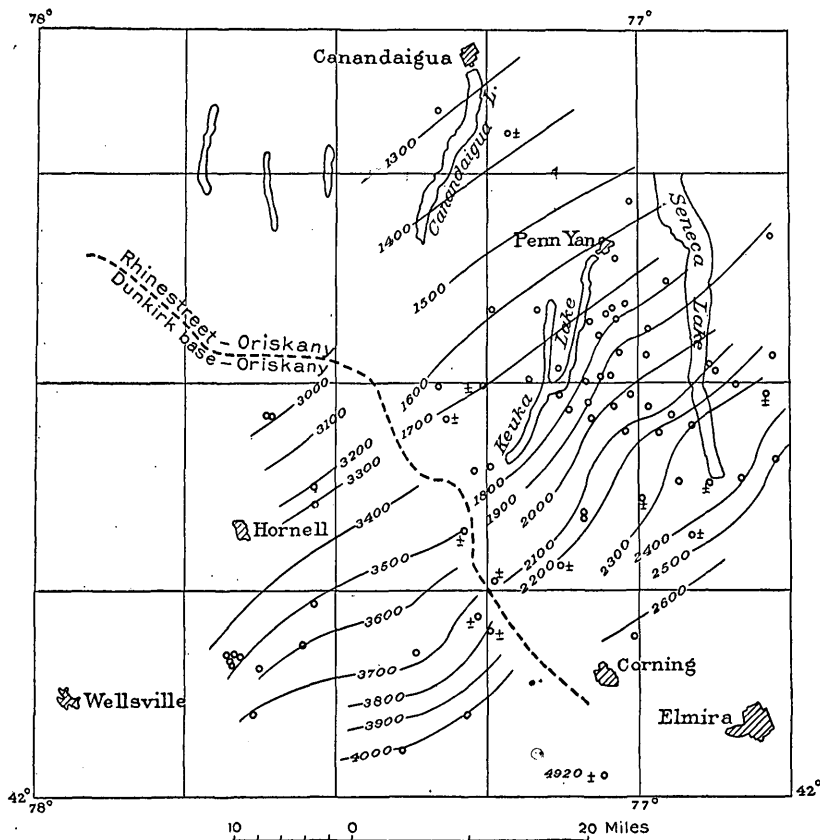 78°
77°
Canandaigua
Canandaigua L.
1300
1400
Penn Yan
Seneca Lake
1500
Rhinestreet – Oriskany
Dunkirk base – Oriskany
Keuka Lake
1600
1700
3000
3100
3200
3300
3400
1800
1900
2000
Hornell
3500
2100
2200
2300
2400
2500
3600
2600
3700
Corning
Wellsville
3800
3900
Elmira
4000
4920 ±
42°
42°
78°
77°
10 0 20 Miles